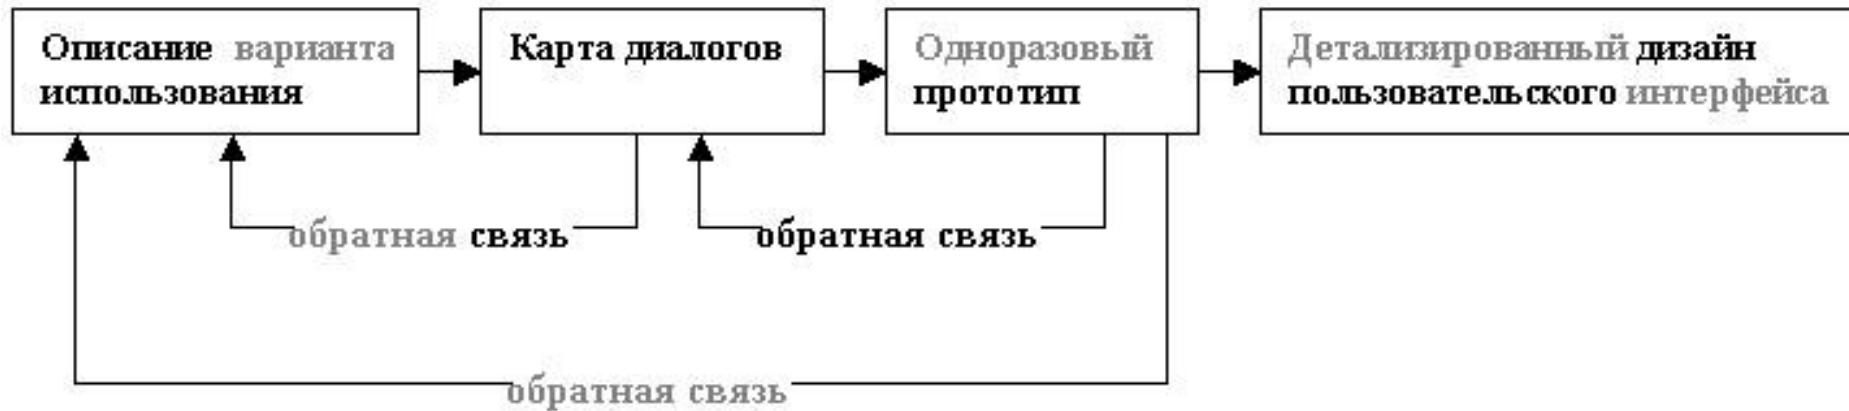 Описание варианта
использования
Карта диалогов
Одноразовый
прототип
Детализированный дизайн
пользовательского интерфейса
обратная связь
обратная связь
обратная связь